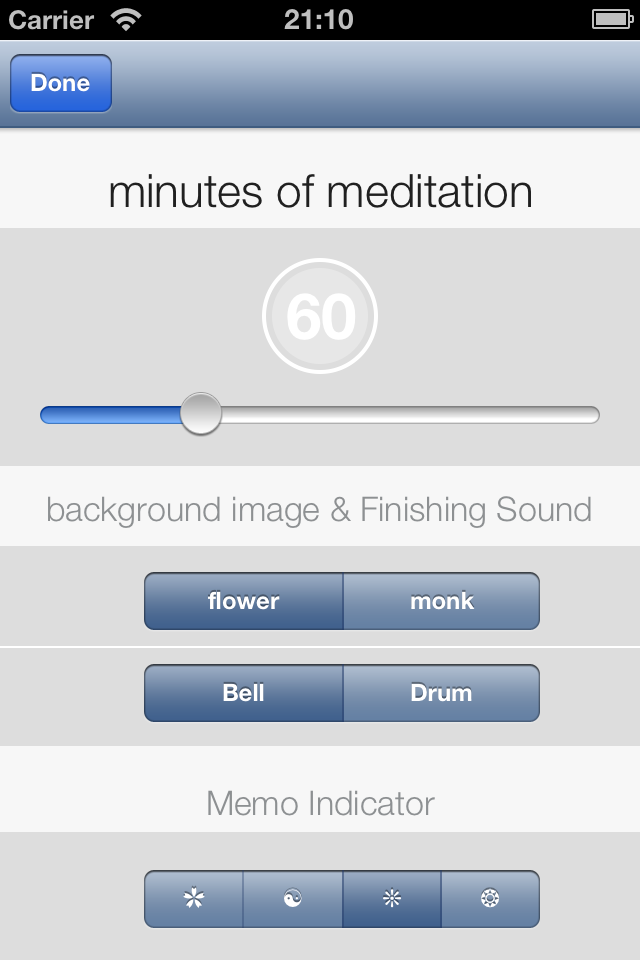 Carrier 21:10
Done
minutes of meditation
60
background image & Finishing Sound
flower monk
Bell Drum
Memo Indicator